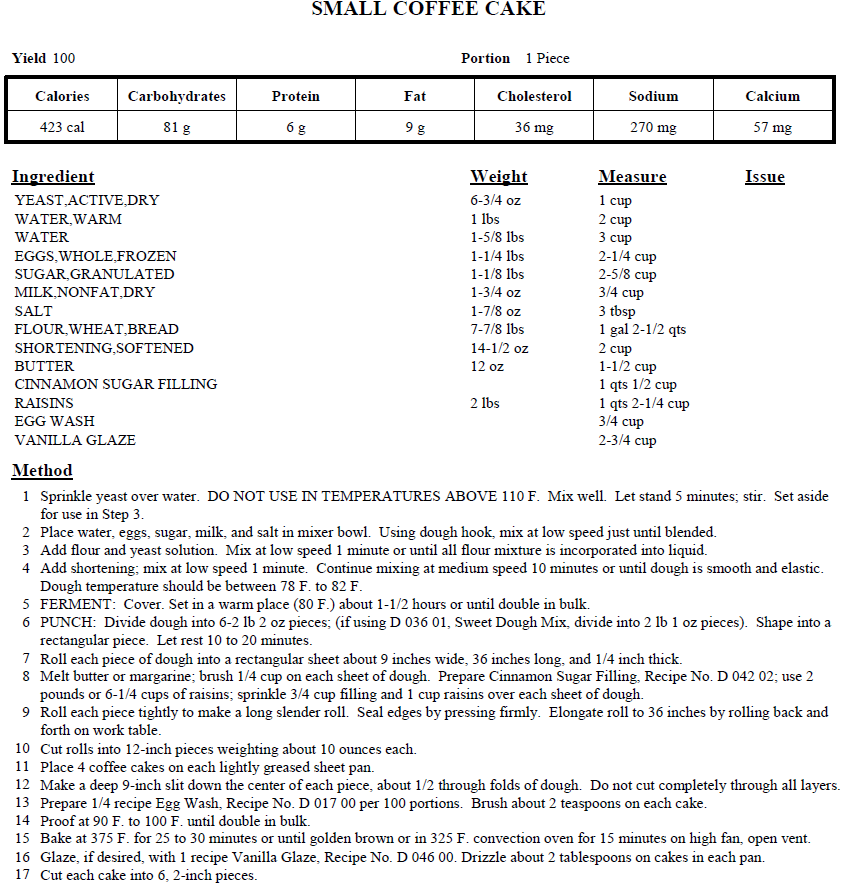 SMALL COFFEE CAKE
Yield 100 Portion 1 Piece
Calories Carbohydrates Protein Fat Cholesterol Sodium Calcium
423 cal 81 g 6 g 9 g 36 mg 270 mg 57 mg
Ingredient Weight Measure Issue
YEAST,ACTIVE,DRY 6-3/4 oz 1 cup
WATER,WARM 1 lbs 2 cup
WATER 1-5/8 lbs 3 cup
EGGS,WHOLE,FROZEN 1-1/4 lbs 2-1/4 cup
SUGAR,GRANULATED 1-1/8 lbs 2-5/8 cup
MILK,NONFAT,DRY 1-3/4 oz 3/4 cup
SALT 1-7/8 oz 3 tbsp
FLOUR,WHEAT,BREAD 7-7/8 lbs 1 gal 2-1/2 qts
SHORTENING,SOFTENED 14-1/2 oz 2 cup
BUTTER 12 oz 1-1/2 cup
CINNAMON SUGAR FILLING 1 qts 1/2 cup
RAISINS 2 lbs 1 qts 2-1/4 cup
EGG WASH 3/4 cup
VANILLA GLAZE 2-3/4 cup
Method
1 Sprinkle yeast over water. DO NOT USE IN TEMPERATURES ABOVE 110 F. Mix well. Let stand 5 minutes; stir. Set aside
for use in Step 3.
2 Place water, eggs, sugar, milk, and salt in mixer bowl. Using dough hook, mix at low speed just until blended.
3 Add flour and yeast solution. Mix at low speed 1 minute or until all flour mixture is incorporated into liquid.
4 Add shortening; mix at low speed 1 minute. Continue mixing at medium speed 10 minutes or until dough is smooth and elastic.
Dough temperature should be between 78 F. to 82 F.
5 FERMENT: Cover. Set in a warm place (80 F.) about 1-1/2 hours or until double in bulk.
6 PUNCH: Divide dough into 6-2 lb 2 oz pieces; (if using D 036 01, Sweet Dough Mix, divide into 2 lb 1 oz pieces). Shape into a
rectangular piece. Let rest 10 to 20 minutes.
7 Roll each piece of dough into a rectangular sheet about 9 inches wide, 36 inches long, and 1/4 inch thick.
8 Melt butter or margarine; brush 1/4 cup on each sheet of dough. Prepare Cinnamon Sugar Filling, Recipe No. D 042 02; use 2
pounds or 6-1/4 cups of raisins; sprinkle 3/4 cup filling and 1 cup raisins over each sheet of dough.
9 Roll each piece tightly to make a long slender roll. Seal edges by pressing firmly. Elongate roll to 36 inches by rolling back and
forth on work table.
10 Cut rolls into 12-inch pieces weighting about 10 ounces each.
11 Place 4 coffee cakes on each lightly greased sheet pan.
12 Make a deep 9-inch slit down the center of each piece, about 1/2 through folds of dough. Do not cut completely through all layers.
13 Prepare 1/4 recipe Egg Wash, Recipe No. D 017 00 per 100 portions. Brush about 2 teaspoons on each cake.
14 Proof at 90 F. to 100 F. until double in bulk.
15 Bake at 375 F. for 25 to 30 minutes or until golden brown or in 325 F. convection oven for 15 minutes on high fan, open vent.
16 Glaze, if desired, with 1 recipe Vanilla Glaze, Recipe No. D 046 00. Drizzle about 2 tablespoons on cakes in each pan.
17 Cut each cake into 6, 2-inch pieces.